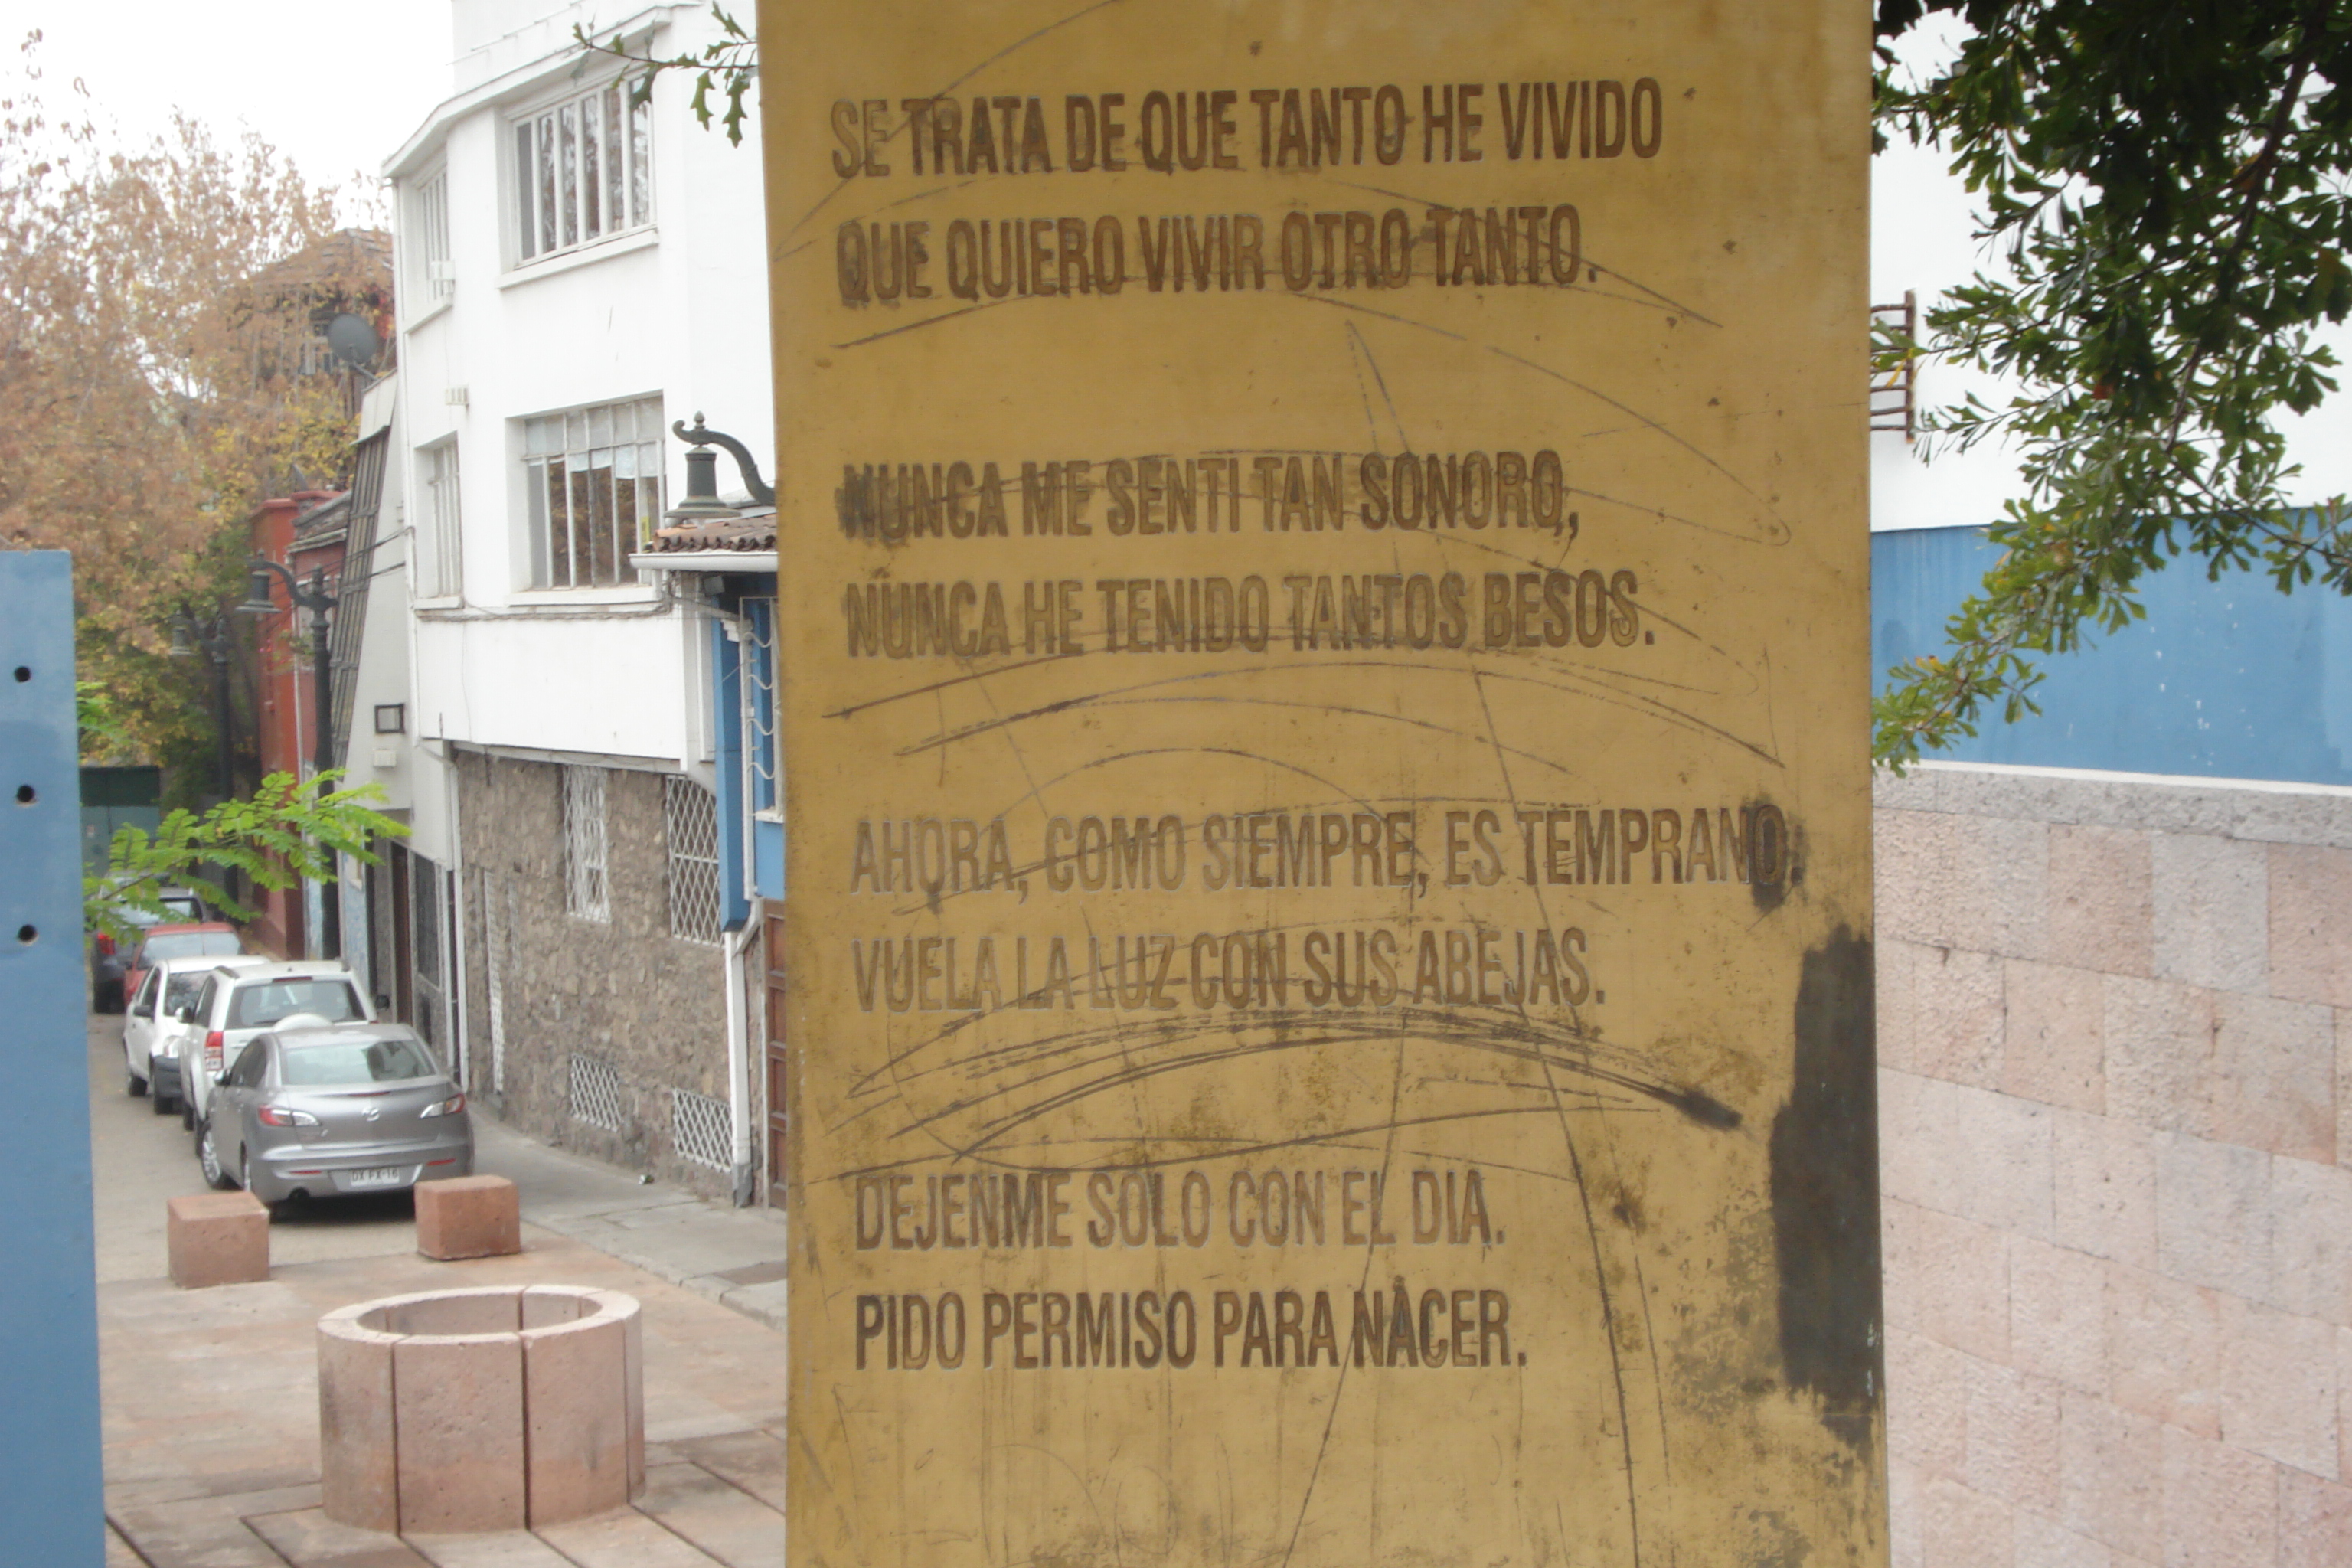 SE TRATA DE QUE TANTO HE VIVIDO
QUE QUIERO VIVIR OTRO TANTO.
NUNCA ME SENTI TAN SONORO,
NUNCA HE TENIDO TANTOS BESOS.
AHORA, COMO SIEMPRE, ES TEMPRANO.
VUELA LA LUZ CON SUS ABEJAS.
DEJENME SOLO CON EL DIA.
PIDO PERMISO PARA NACER.